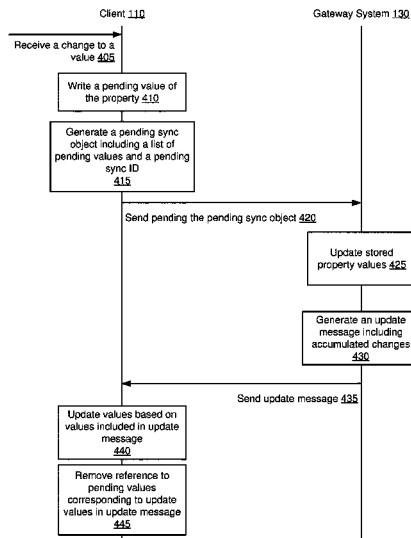 Client 110
Gateway System 130
Receive a change to a
value 405
Write a pending value of
the property 410
Generate a pending sync
object including a list of
pending values and a pending
sync ID
415
Send pending the pending sync object 420
Update stored
property values 425
Generate an update
message including
accumulated changes
430
Send update message 435
Update values based on
values included in update
message
440
Remove reference to
pending values
corresponding to update
values in update message
445